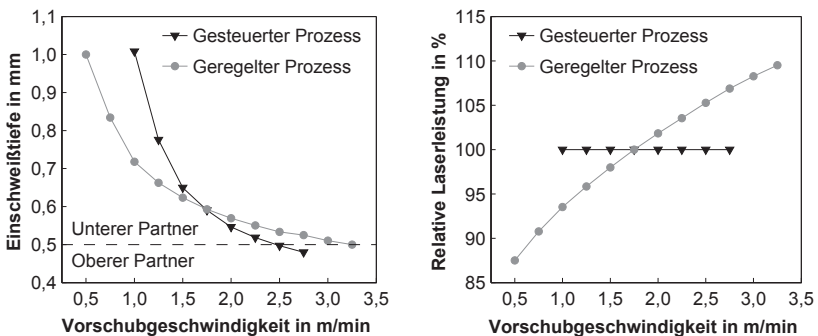 1,1
1,0
0,9
0,8
0,7
0,6
0,5
0,4
Einschweißtiefe in mm
Gesteuerter Prozess
Geregelter Prozess
Unterer Partner
Oberer Partner
0,5 1,0 1,5 2,0 2,5 3,0 3,5
Vorschubgeschwindigkeit in m/min
115
110
105
100
95
90
85
Relative Laserleistung in %
Gesteuerter Prozess
Geregelter Prozess
0,5 1,0 1,5 2,0 2,5 3,0 3,5
Vorschubgeschwindigkeit in m/min